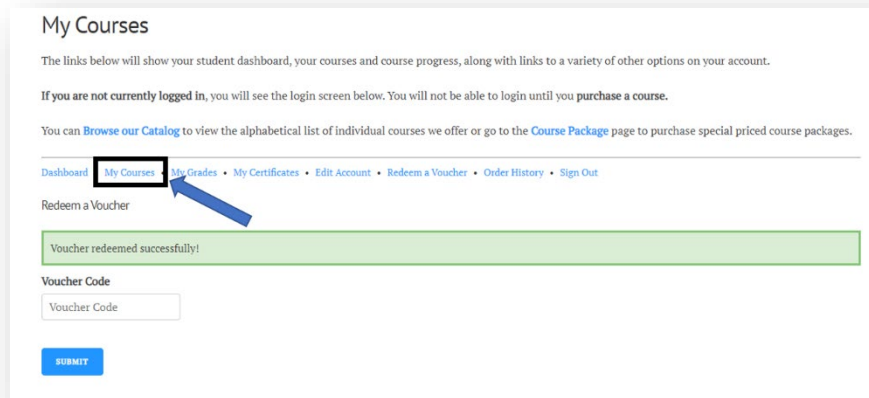 My Courses
The links below will show your student dashboard, your courses and course progress, along with links to a variety of other options on your account.
If you are not currently logged in, you will see the login screen below. You will not be able to login until you purchase a course.
You can Browse our Catalog to view the alphabetical list of individual courses we offer or go to the Course Package page to purchase special priced course packages.
Dashboard My Courses • My Grades • My Certificates • Edit Account • Redeem a Voucher • Order History • Sign Out
Redeem a Voucher
Voucher redeemed successfully!
Voucher Code
Voucher Code
SUBMIT